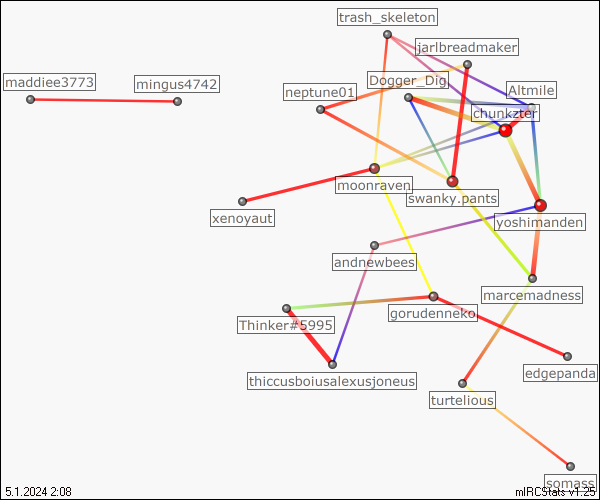 trash_skeleton
jarlbreadmaker
maddiee3773
mingus4742
Dogger_Dig
neptune01
Altmile
chunkzter
moonraven
swanky.pants
xenoyaut
yoshimanden
andnewbees
marcemadness
gorudenneko
Thinker#5995
edgepanda
thiccusboiusalexusjoneus
turtelious
somass
5.1.2024 2:08
mIRCStats v1.25